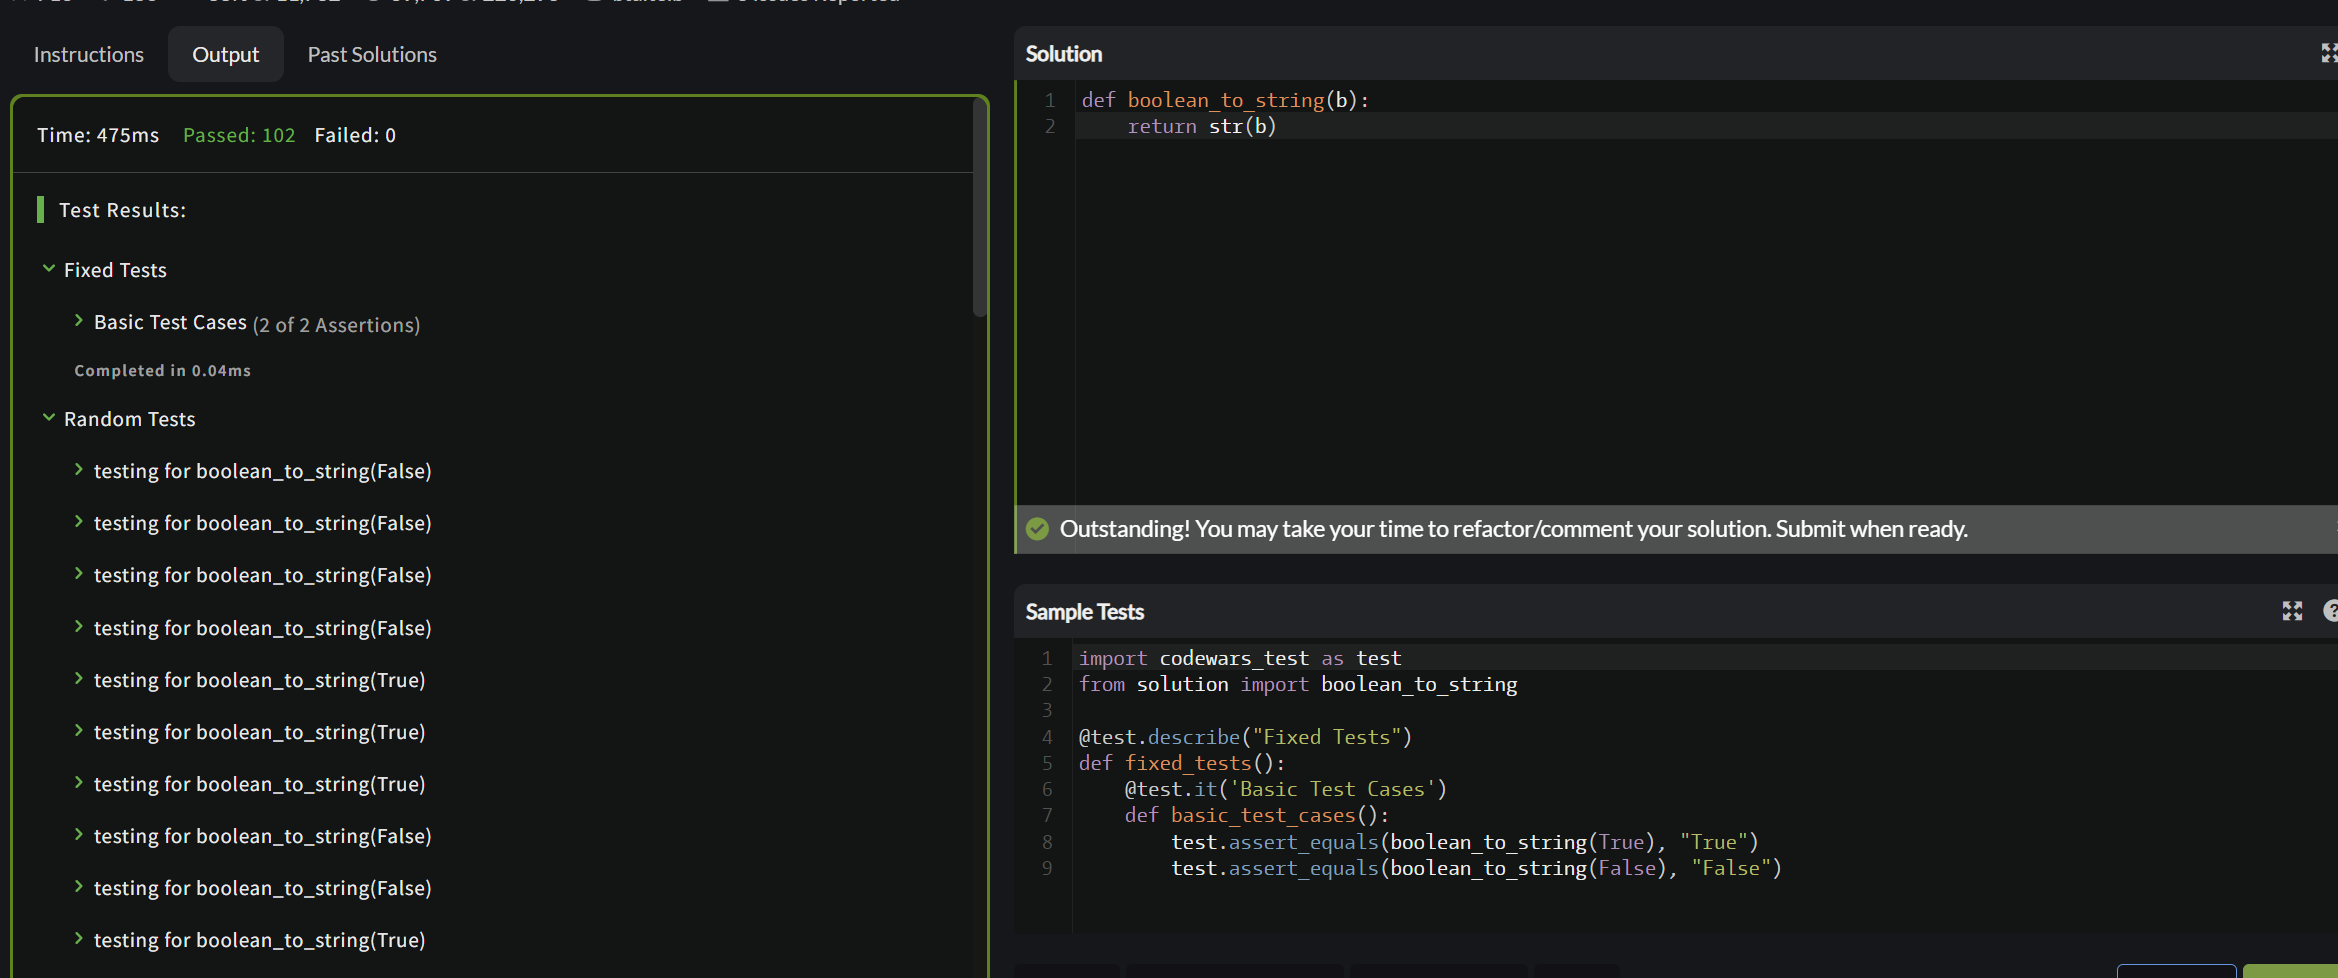 Instructions
Output
Past Solutions
Time: 475ms Passed: 102 Failed: 0
Test Results:
Fixed Tests
Basic Test Cases (2 of 2 Assertions)
Completed in 0.04ms
Random Tests
testing for boolean_to_string(False)
testing for boolean_to_string(False)
testing for boolean_to_string(False)
testing for boolean_to_string(False)
testing for boolean_to_string(True)
testing for boolean_to_string(True)
testing for boolean_to_string(True)
testing for boolean_to_string(False)
testing for boolean_to_string(False)
testing for boolean_to_string(True)
Solution
1 def boolean_to_string(b):
2     return str(b)
Outstanding! You may take your time to refactor/comment your solution. Submit when ready.
Sample Tests
?
1 import codewars_test as test
2 from solution import boolean_to_string
3
4 @test.describe("Fixed Tests")
5 def fixed_tests():
6     @test.it('Basic Test Cases')
7     def basic_test_cases():
8         test.assert_equals(boolean_to_string(True), "True")
9         test.assert_equals(boolean_to_string(False), "False")